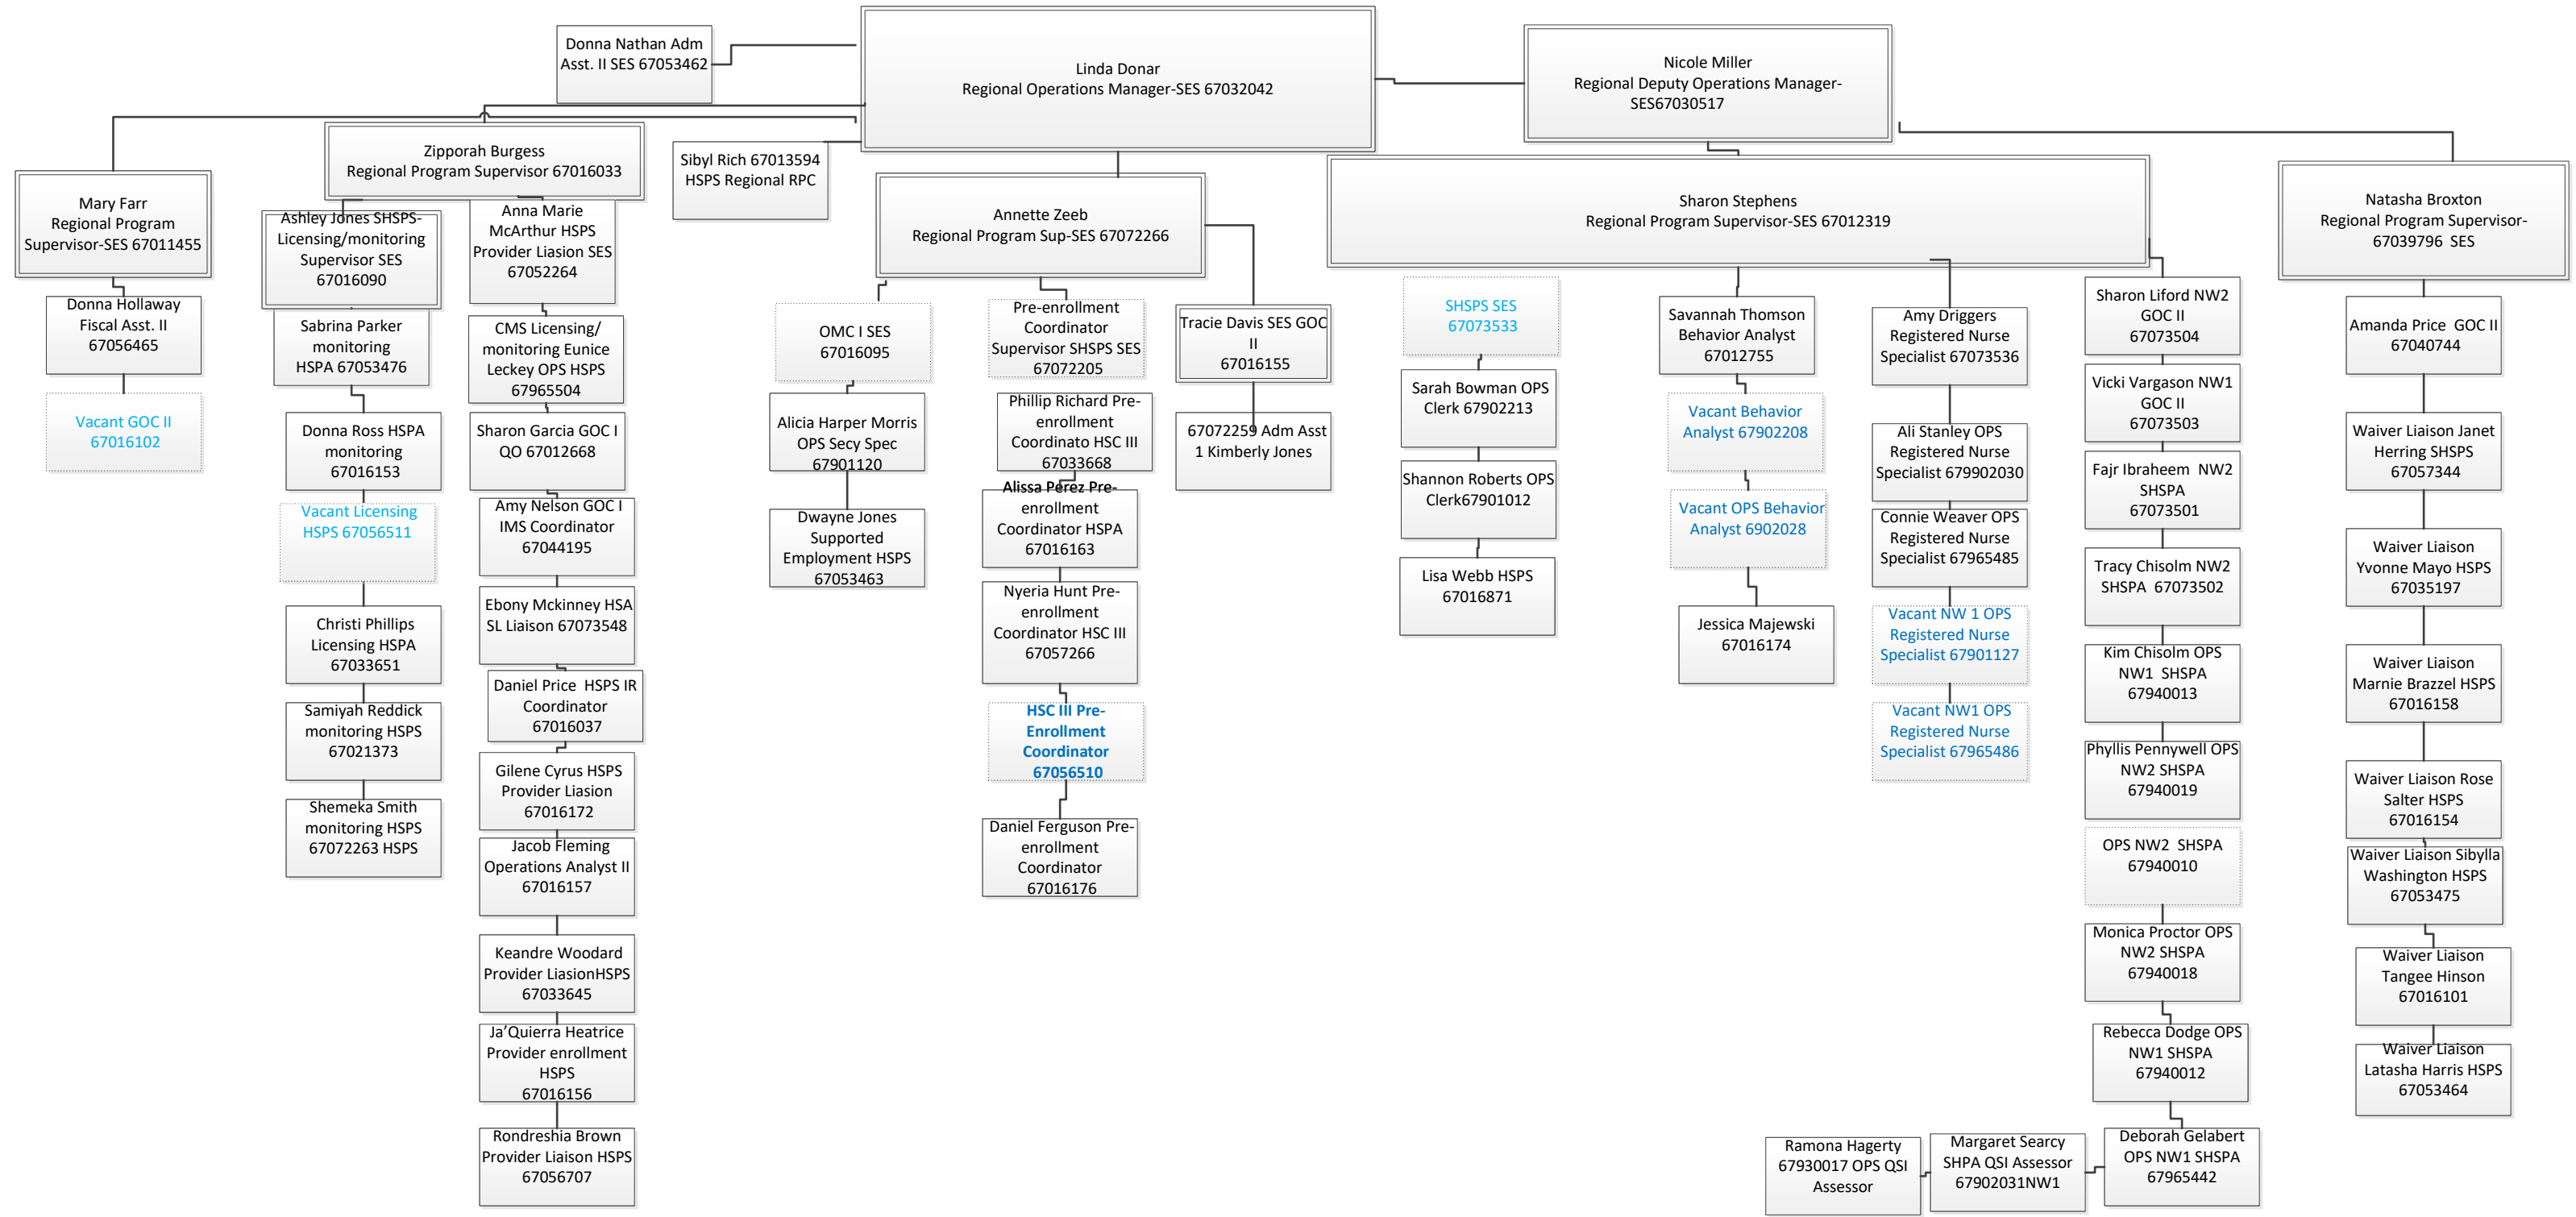 Donna Nathan Adm
Asst. II SES 67053462
Linda Donar
Regional Operations Manager-SES 67032042
Nicole Miller
Regional Deputy Operations Manager-
SES67030517
Mary Farr
Regional Program
Supervisor-SES 67011455
Donna Hollaway
Fiscal Asst. II
67056465
Vacant GOC II
67016102
Zipporah Burgess
Regional Program Supervisor 67016033
Ashley Jones SHSPS-
Licensing/monitoring
Supervisor SES
67016090
Sabrina Parker
monitoring
HSPA 67053476
Donna Ross HSPA
monitoring
67016153
Vacant Licensing
HSPS 67056511
Christi Phillips
Licensing HSPA
67033651
Samiyah Reddick
monitoring HSPS
67021373
Shemeka Smith
monitoring HSPS
67072263 HSPS
Anna Marie
McArthur HSPS
Provider Liasion SES
67052264
CMS Licensing/
monitoring Eunice
Leckey OPS HSPS
67965504
Sharon Garcia GOC I
QO 67012668
Amy Nelson GOC I
IMS Coordinator
67044195
Ebony Mckinney HSA
SL Liaison 67073548
Daniel Price  HSPS IR
Coordinator
67016037
Gilene Cyrus HSPS
Provider Liasion
67016172
Jacob Fleming
Operations Analyst II
67016157
Keandre Woodard
Provider LiasionHSPS
67033645
Ja’Quierra Heatrice
Provider enrollment
HSPS
67016156
Rondreshia Brown
Provider Liaison HSPS
67056707
Sibyl Rich 67013594
HSPS Regional RPC
Annette Zeeb
Regional Program Sup-SES 67072266
OMC I SES
67016095
Alicia Harper Morris
OPS Secy Spec
67901120
Dwayne Jones
Supported
Employment HSPS
67053463
Pre-enrollment
Coordinator
Supervisor SHSPS SES
67072205
Phillip Richard Pre-
enrollment
Coordinato HSC III
67033668
Alissa Perez Pre-
enrollment
Coordinator HSPA
67016163
Nyeria Hunt Pre-
enrollment
Coordinator HSC III
67057266
HSC III Pre-
Enrollment
Coordinator
67056510
Daniel Ferguson Pre-
enrollment
Coordinator
67016176
Tracie Davis SES GOC
II
67016155
67072259 Adm Asst
1 Kimberly Jones
Sharon Stephens
Regional Program Supervisor-SES 67012319
SHSPS SES
67073533
Sarah Bowman OPS
Clerk 67902213
Shannon Roberts OPS
Clerk67901012
Lisa Webb HSPS
67016871
Savannah Thomson
Behavior Analyst
67012755
Vacant Behavior
Analyst 67902208
Vacant OPS Behavior
Analyst 6902028
Jessica Majewski
67016174
Amy Driggers
Registered Nurse
Specialist 67073536
Ali Stanley OPS
Registered Nurse
Specialist 679902030
Connie Weaver OPS
Registered Nurse
Specialist 67965485
Vacant NW 1 OPS
Registered Nurse
Specialist 67901127
Vacant NW1 OPS
Registered Nurse
Specialist 67965486
Sharon Liford NW2
GOC II
67073504
Vicki Vargason NW1
GOC II
67073503
Fajr Ibraheem  NW2
SHSPA
67073501
Tracy Chisolm NW2
SHSPA  67073502
Kim Chisolm OPS
NW1  SHSPA
67940013
Phyllis Pennywell OPS
NW2 SHSPA
67940019
OPS NW2  SHSPA
67940010
Monica Proctor OPS
NW2 SHSPA
67940018
Rebecca Dodge OPS
NW1 SHSPA
67940012
Deborah Gelabert
OPS NW1 SHSPA
67965442
Margaret Searcy
SHPA QSI Assessor
67902031NW1
Ramona Hagerty
67930017 OPS QSI
Assessor
Natasha Broxton
Regional Program Supervisor-
67039796  SES
Amanda Price  GOC II
67040744
Waiver Liaison Janet
Herring SHSPS
67057344
Waiver Liaison
Yvonne Mayo HSPS
67035197
Waiver Liaison
Marnie Brazzel HSPS
67016158
Waiver Liaison Rose
Salter HSPS
67016154
Waiver Liaison Sibylla
Washington HSPS
67053475
Waiver Liaison
Tangee Hinson
67016101
Waiver Liaison
Latasha Harris HSPS
67053464